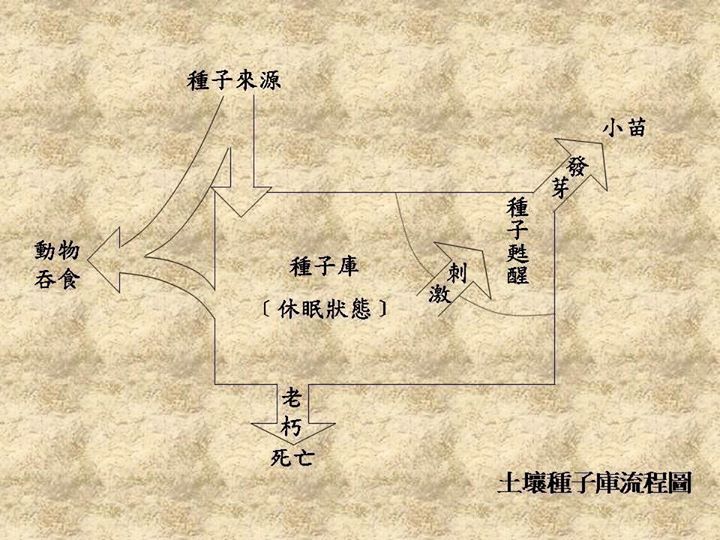 種子來源
小苗
發芽
種子甦醒
動物
吞食
種子庫
﹝休眠狀態﹞
刺激
老朽
死亡
土壤種子庫流程圖